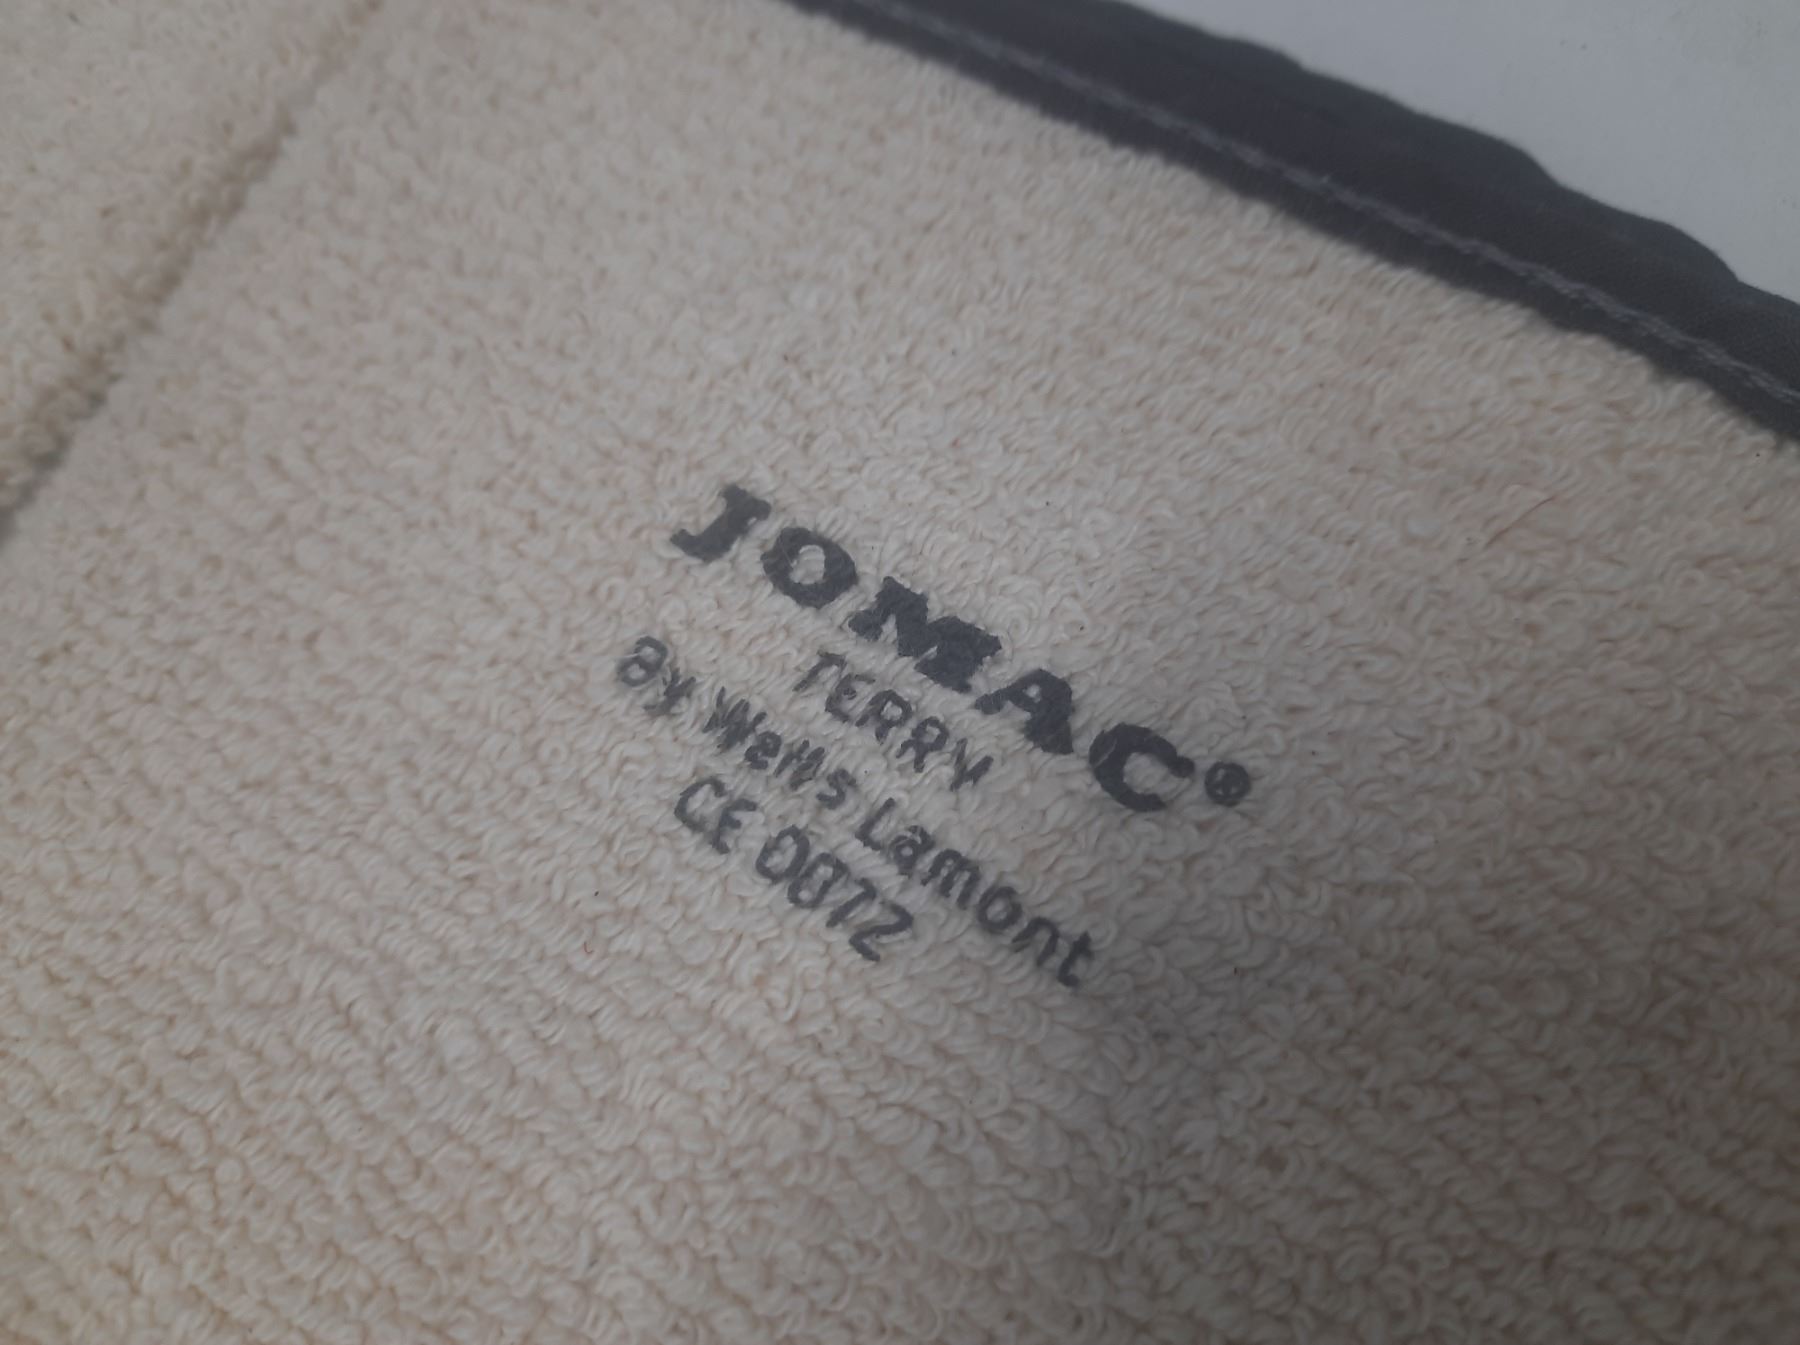 JOMAC®
TERRY
By Wells Lamont
CE 0072